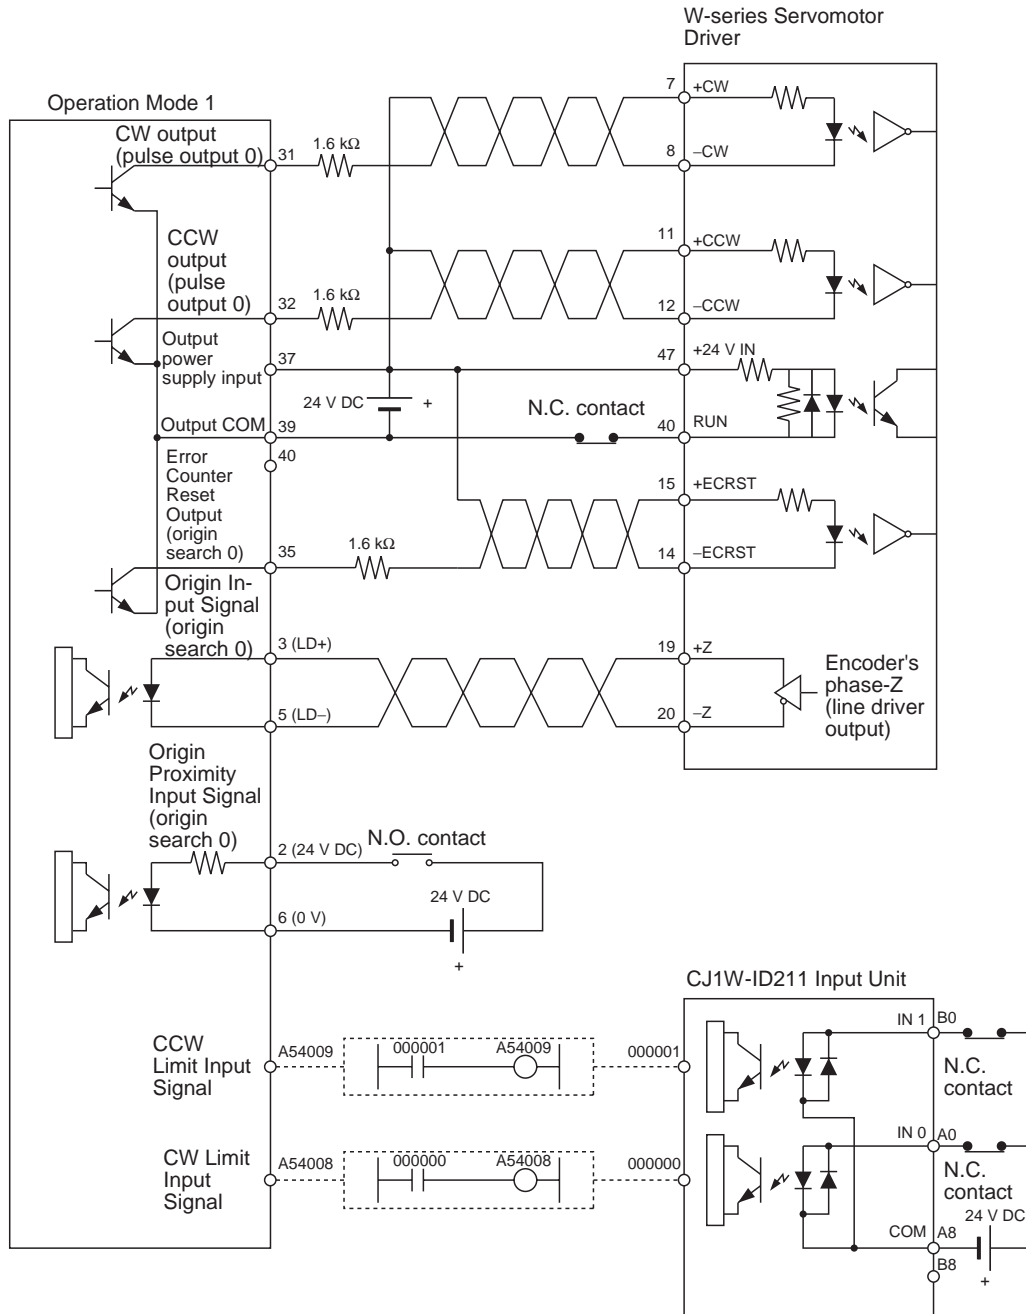 W-series Servomotor
Driver
Operation Mode 1
CW output
(pulse output 0)
31
1.6 kΩ
7
+CW
8
–CW
CCW
output
(pulse
output 0)
32
1.6 kΩ
11
+CCW
12
–CCW
Output
power
supply input
37
24 V DC
+
47
+24 V IN
N.C. contact
Output COM
39
40
RUN
40
Error
Counter
Reset
Output
(origin
search 0)
35
1.6 kΩ
15
+ECRST
14
–ECRST
Origin In-
put Signal
(origin
search 0)
3 (LD+)
5 (LD–)
19
+Z
20
–Z
Encoder's
phase-Z
(line driver
output)
Origin
Proximity
Input Signal
(origin
search 0)
2 (24 V DC)
N.O. contact
24 V DC
6 (0 V)
+
CJ1W-ID211 Input Unit
CCW
Limit Input
Signal
A54009
000001
A54009
000001
IN 1
B0
N.C.
contact
CW Limit
Input
Signal
A54008
000000
A54008
000000
IN 0
A0
N.C.
contact
24 V DC
COM
A8
B8
+